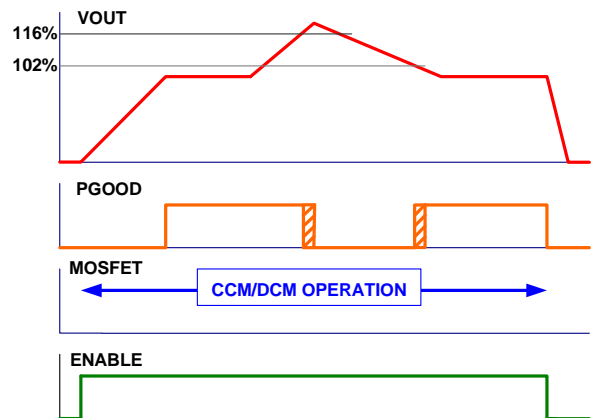 VOUT
116%
102%
PGOOD
MOSFET
CCM/DCM OPERATION
ENABLE